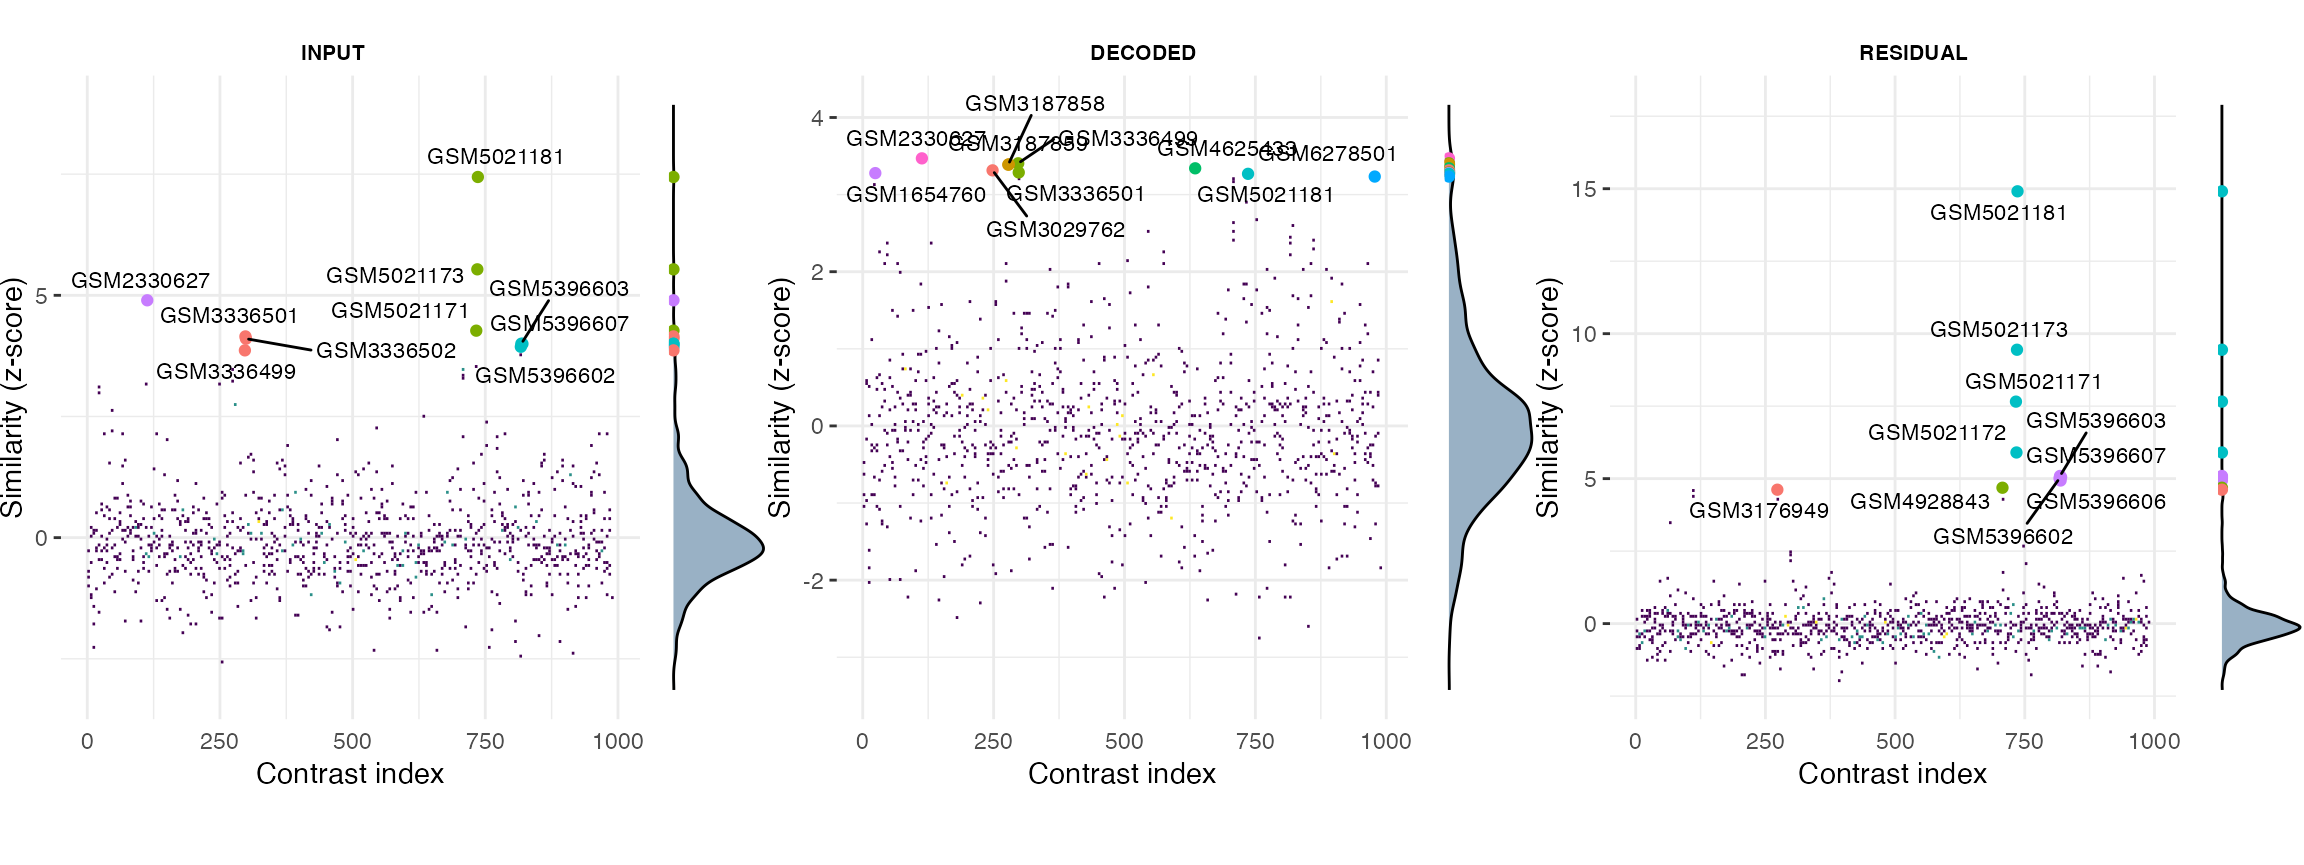 INPUT
Similarity (z-score)
5
0
GSM5021181
GSM5021173
GSM2330627
GSM5396603
GSM5021171
GSM3336501
GSM5396607
GSM3336502
GSM3336499
GSM5396602
0
250
500
750
1000
Contrast index
DECODED
Similarity (z-score)
4
2
0
-2
GSM3187858
GSM2330627
GSM3187859
GSM3336499
GSM4625433
GSM6278501
GSM1654760
GSM3336501
GSM5021181
GSM3029762
0
250
500
750
1000
Contrast index
RESIDUAL
Similarity (z-score)
15
10
5
0
GSM5021181
GSM5021173
GSM5021171
GSM5396603
GSM5021172
GSM5396607
GSM4928843
GSM5396606
GSM3176949
GSM5396602
0
250
500
750
1000
Contrast index